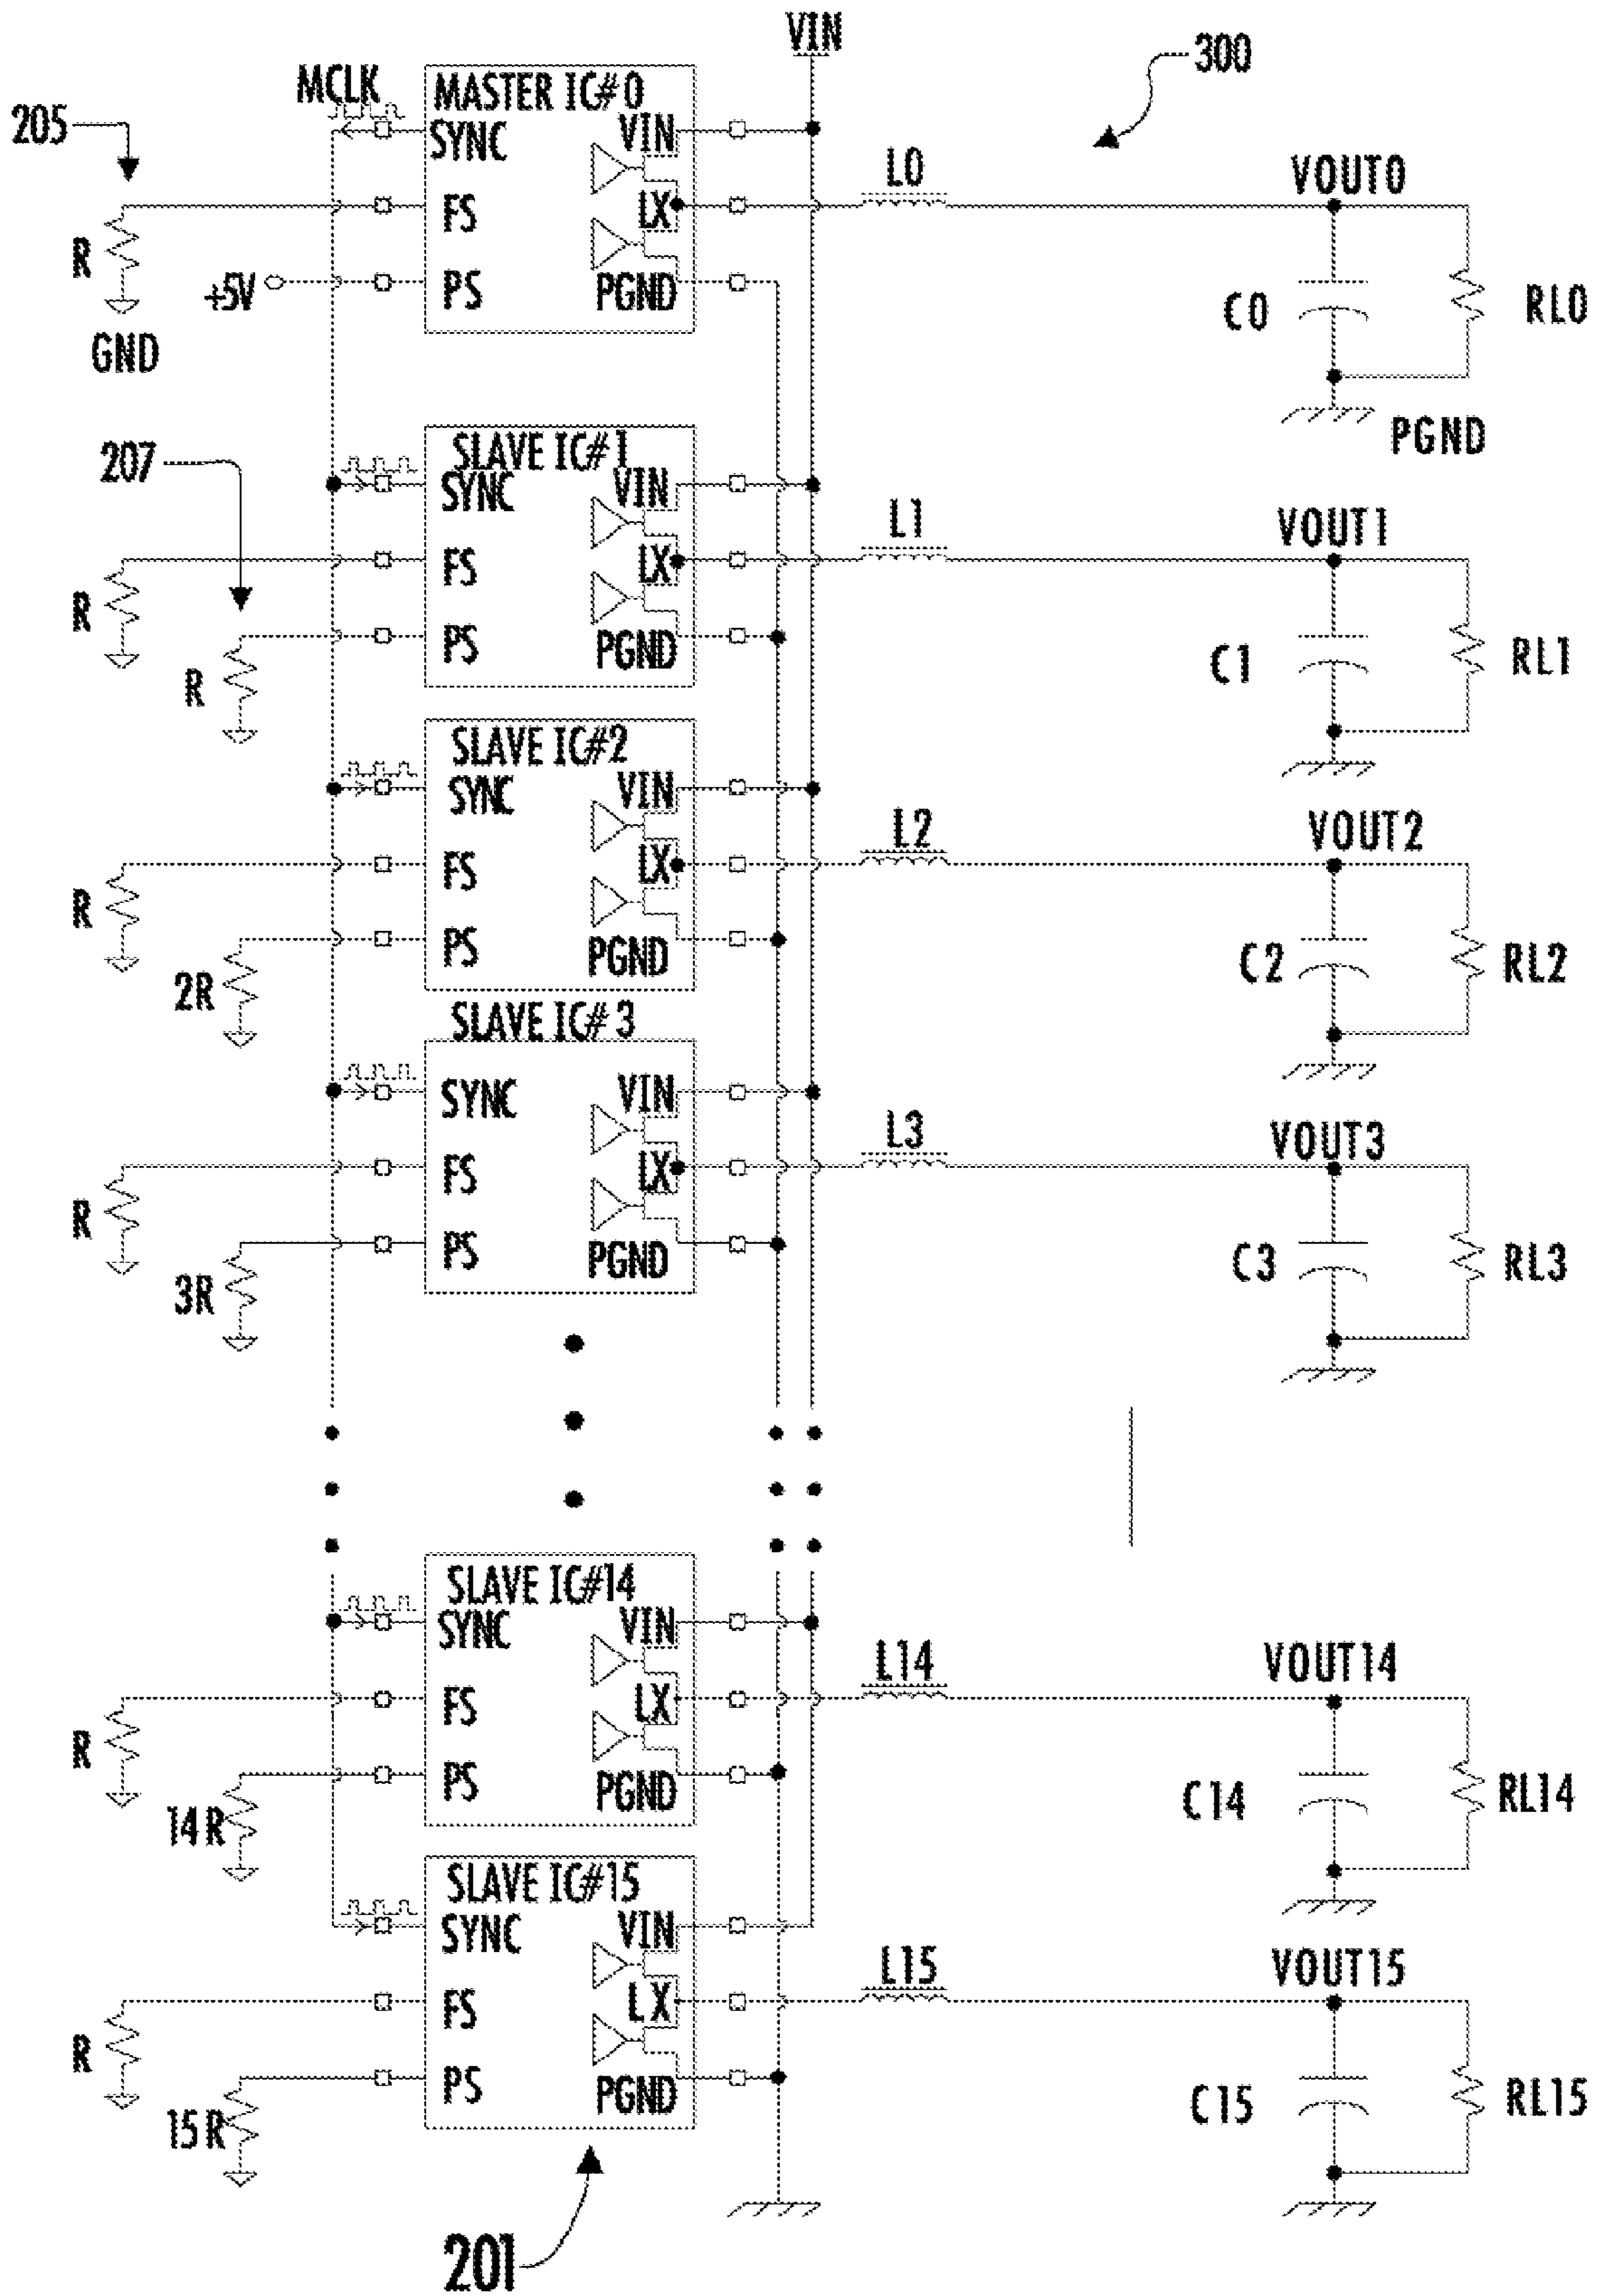 VIN
300
MCLK
MASTER IC#0
205
SYNC
VIN
L0
VOUT0
FS
LX
R
+5V
PS
PGND
C0
RL0
GND
PGND
207
SLAVE IC#1
SYNC
VIN
L1
VOUT1
FS
LX
R
PS
PGND
C1
RL1
R
SLAVE IC#2
SYNC
VIN
L2
VOUT2
FS
LX
R
PS
PGND
C2
RL2
2R
SLAVE IC#3
SYNC
VIN
L3
VOUT3
FS
LX
R
PS
PGND
C3
RL3
3R
SLAVE IC#14
SYNC
VIN
L14
VOUT14
FS
LX
R
PS
PGND
C14
RL14
14R
SLAVE IC#15
SYNC
VIN
L15
VOUT15
FS
LX
R
PS
PGND
C15
RL15
15R
201